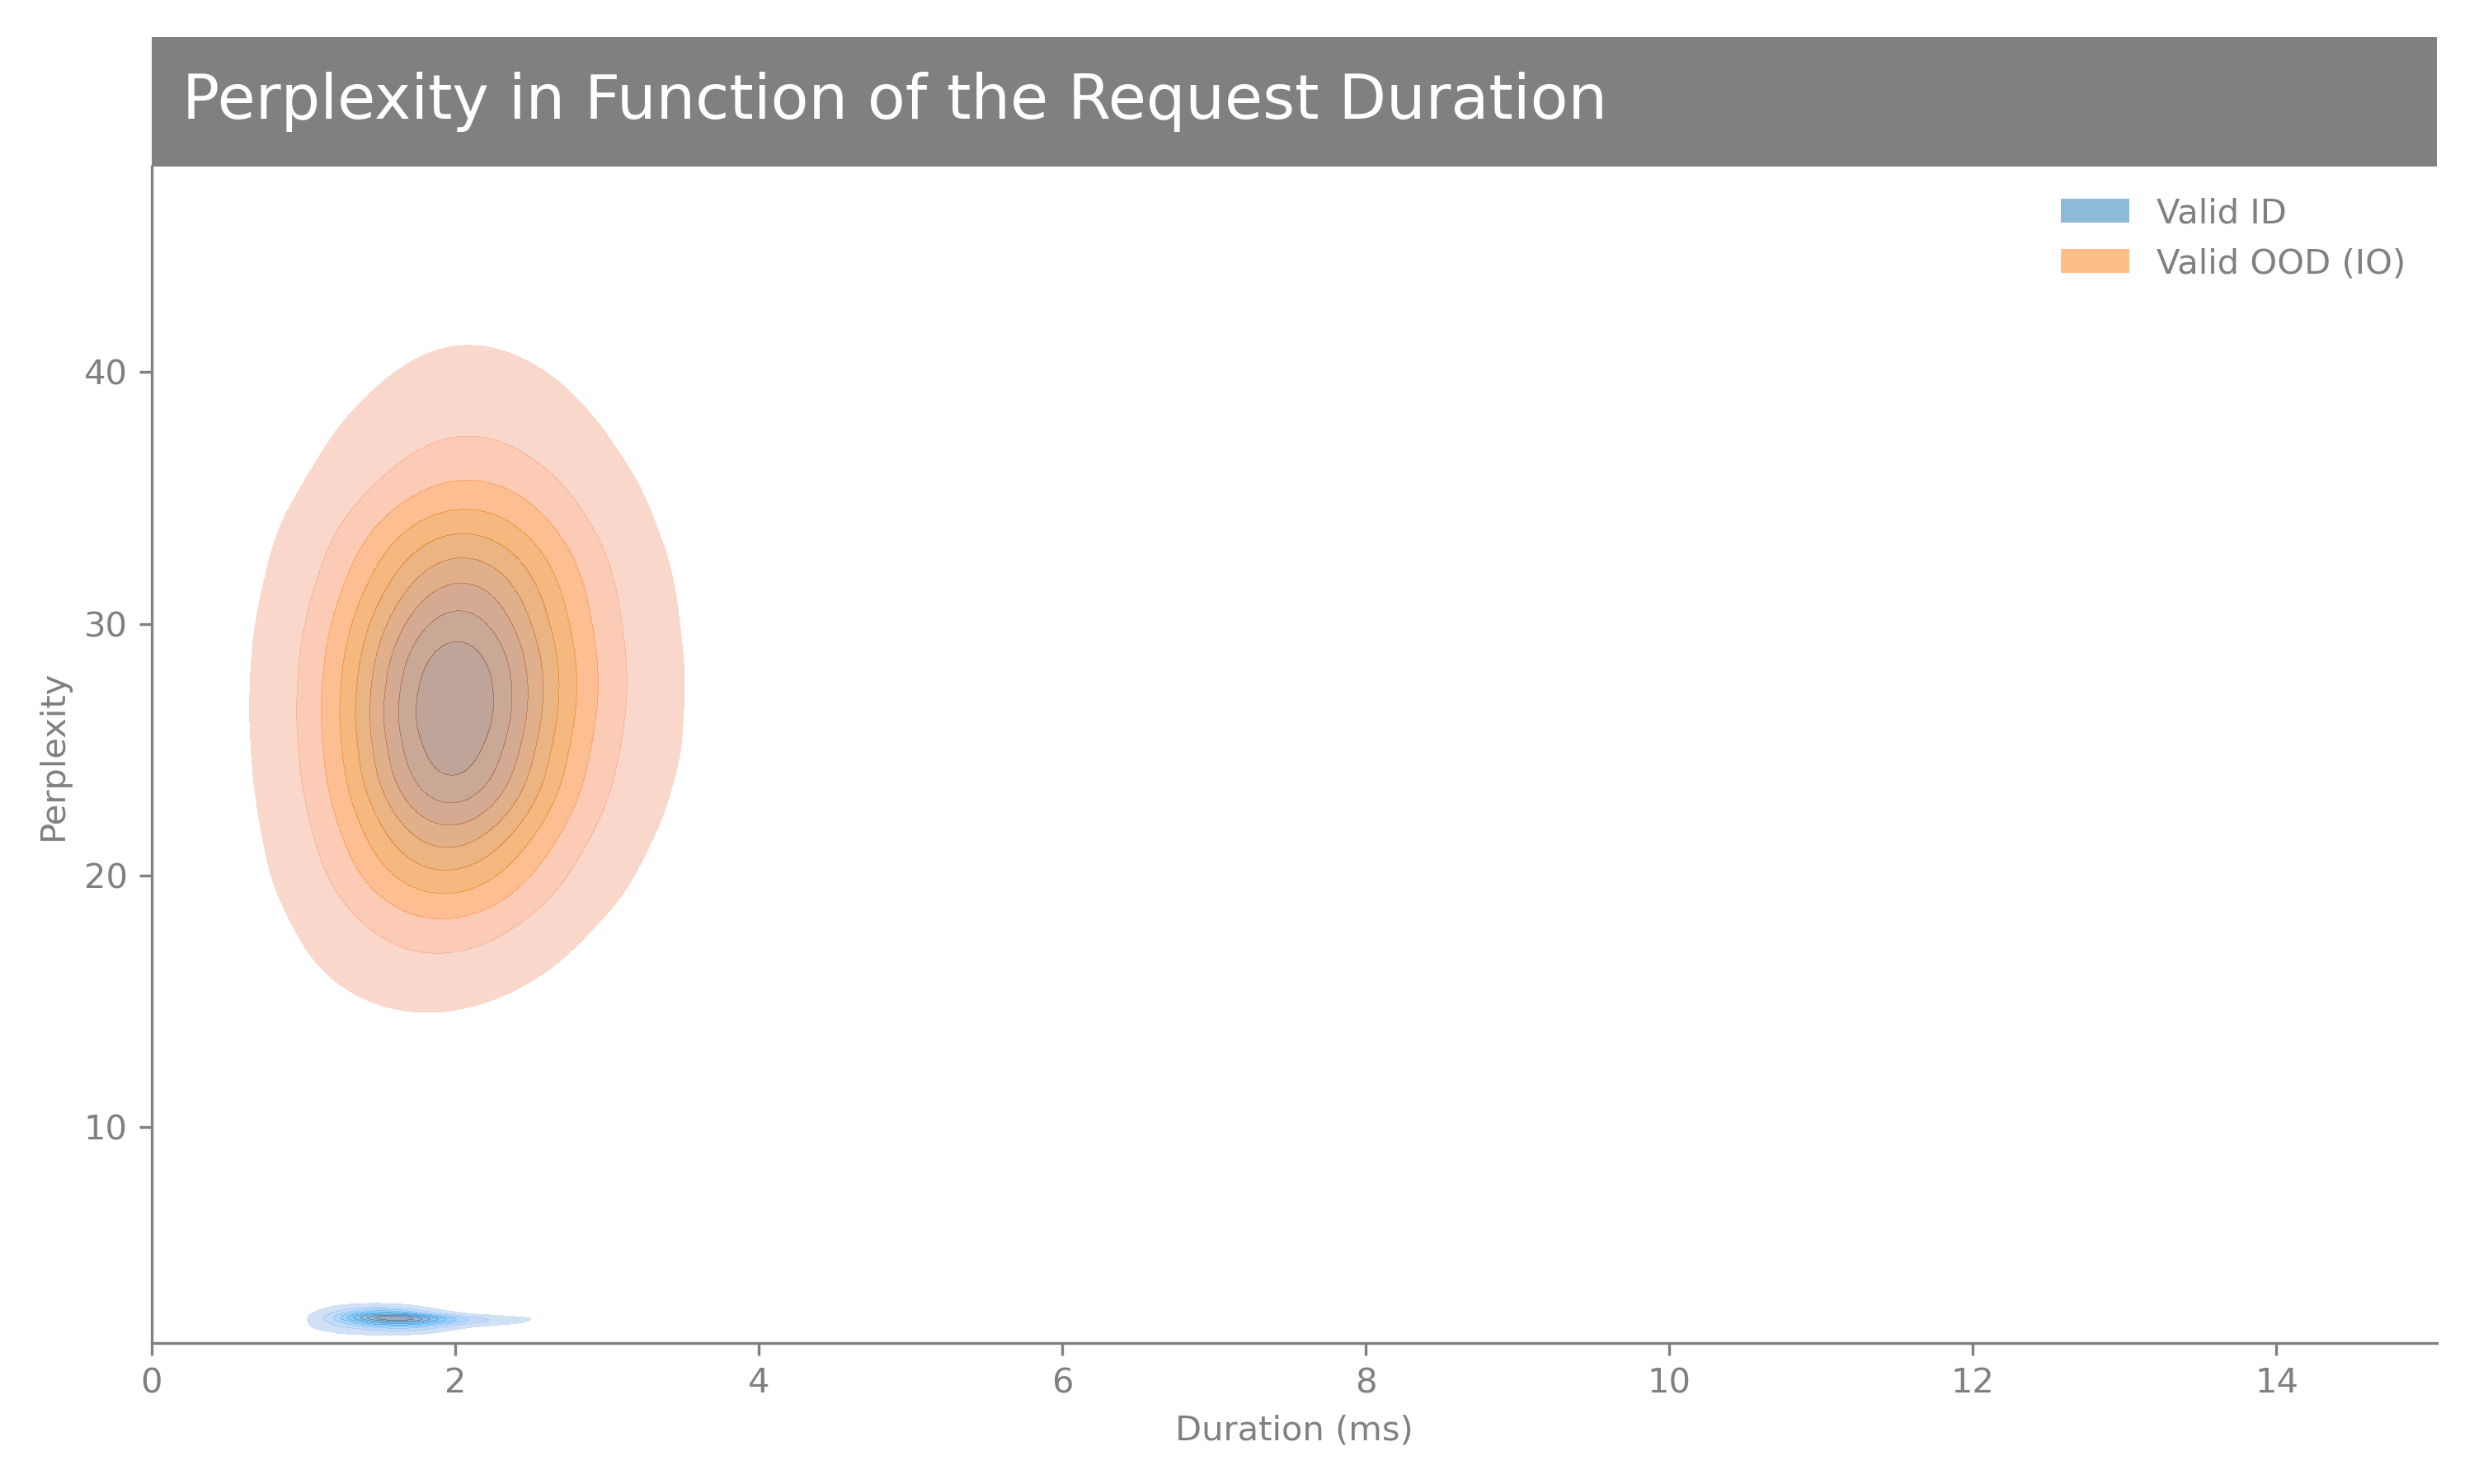 Perplexity in Function of the Request Duration
Valid ID
Valid OOD (IO)
40
30
20
10
Perplexity
0 2 4 6 8 10 12 14
Duration (ms)